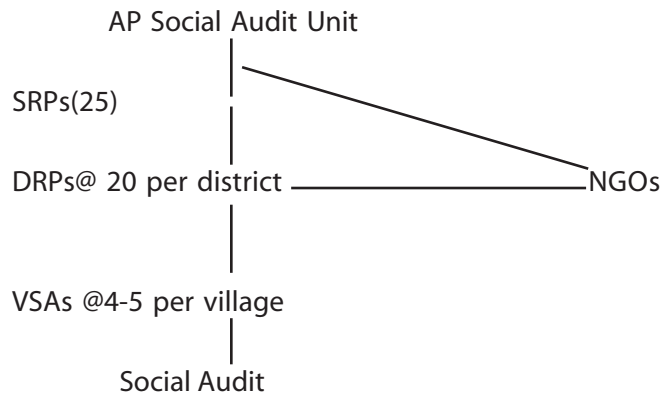 AP Social Audit Unit
SRPs(25)
DRPs@ 20 per district
NGOs
VSAs @4-5 per village
Social Audit